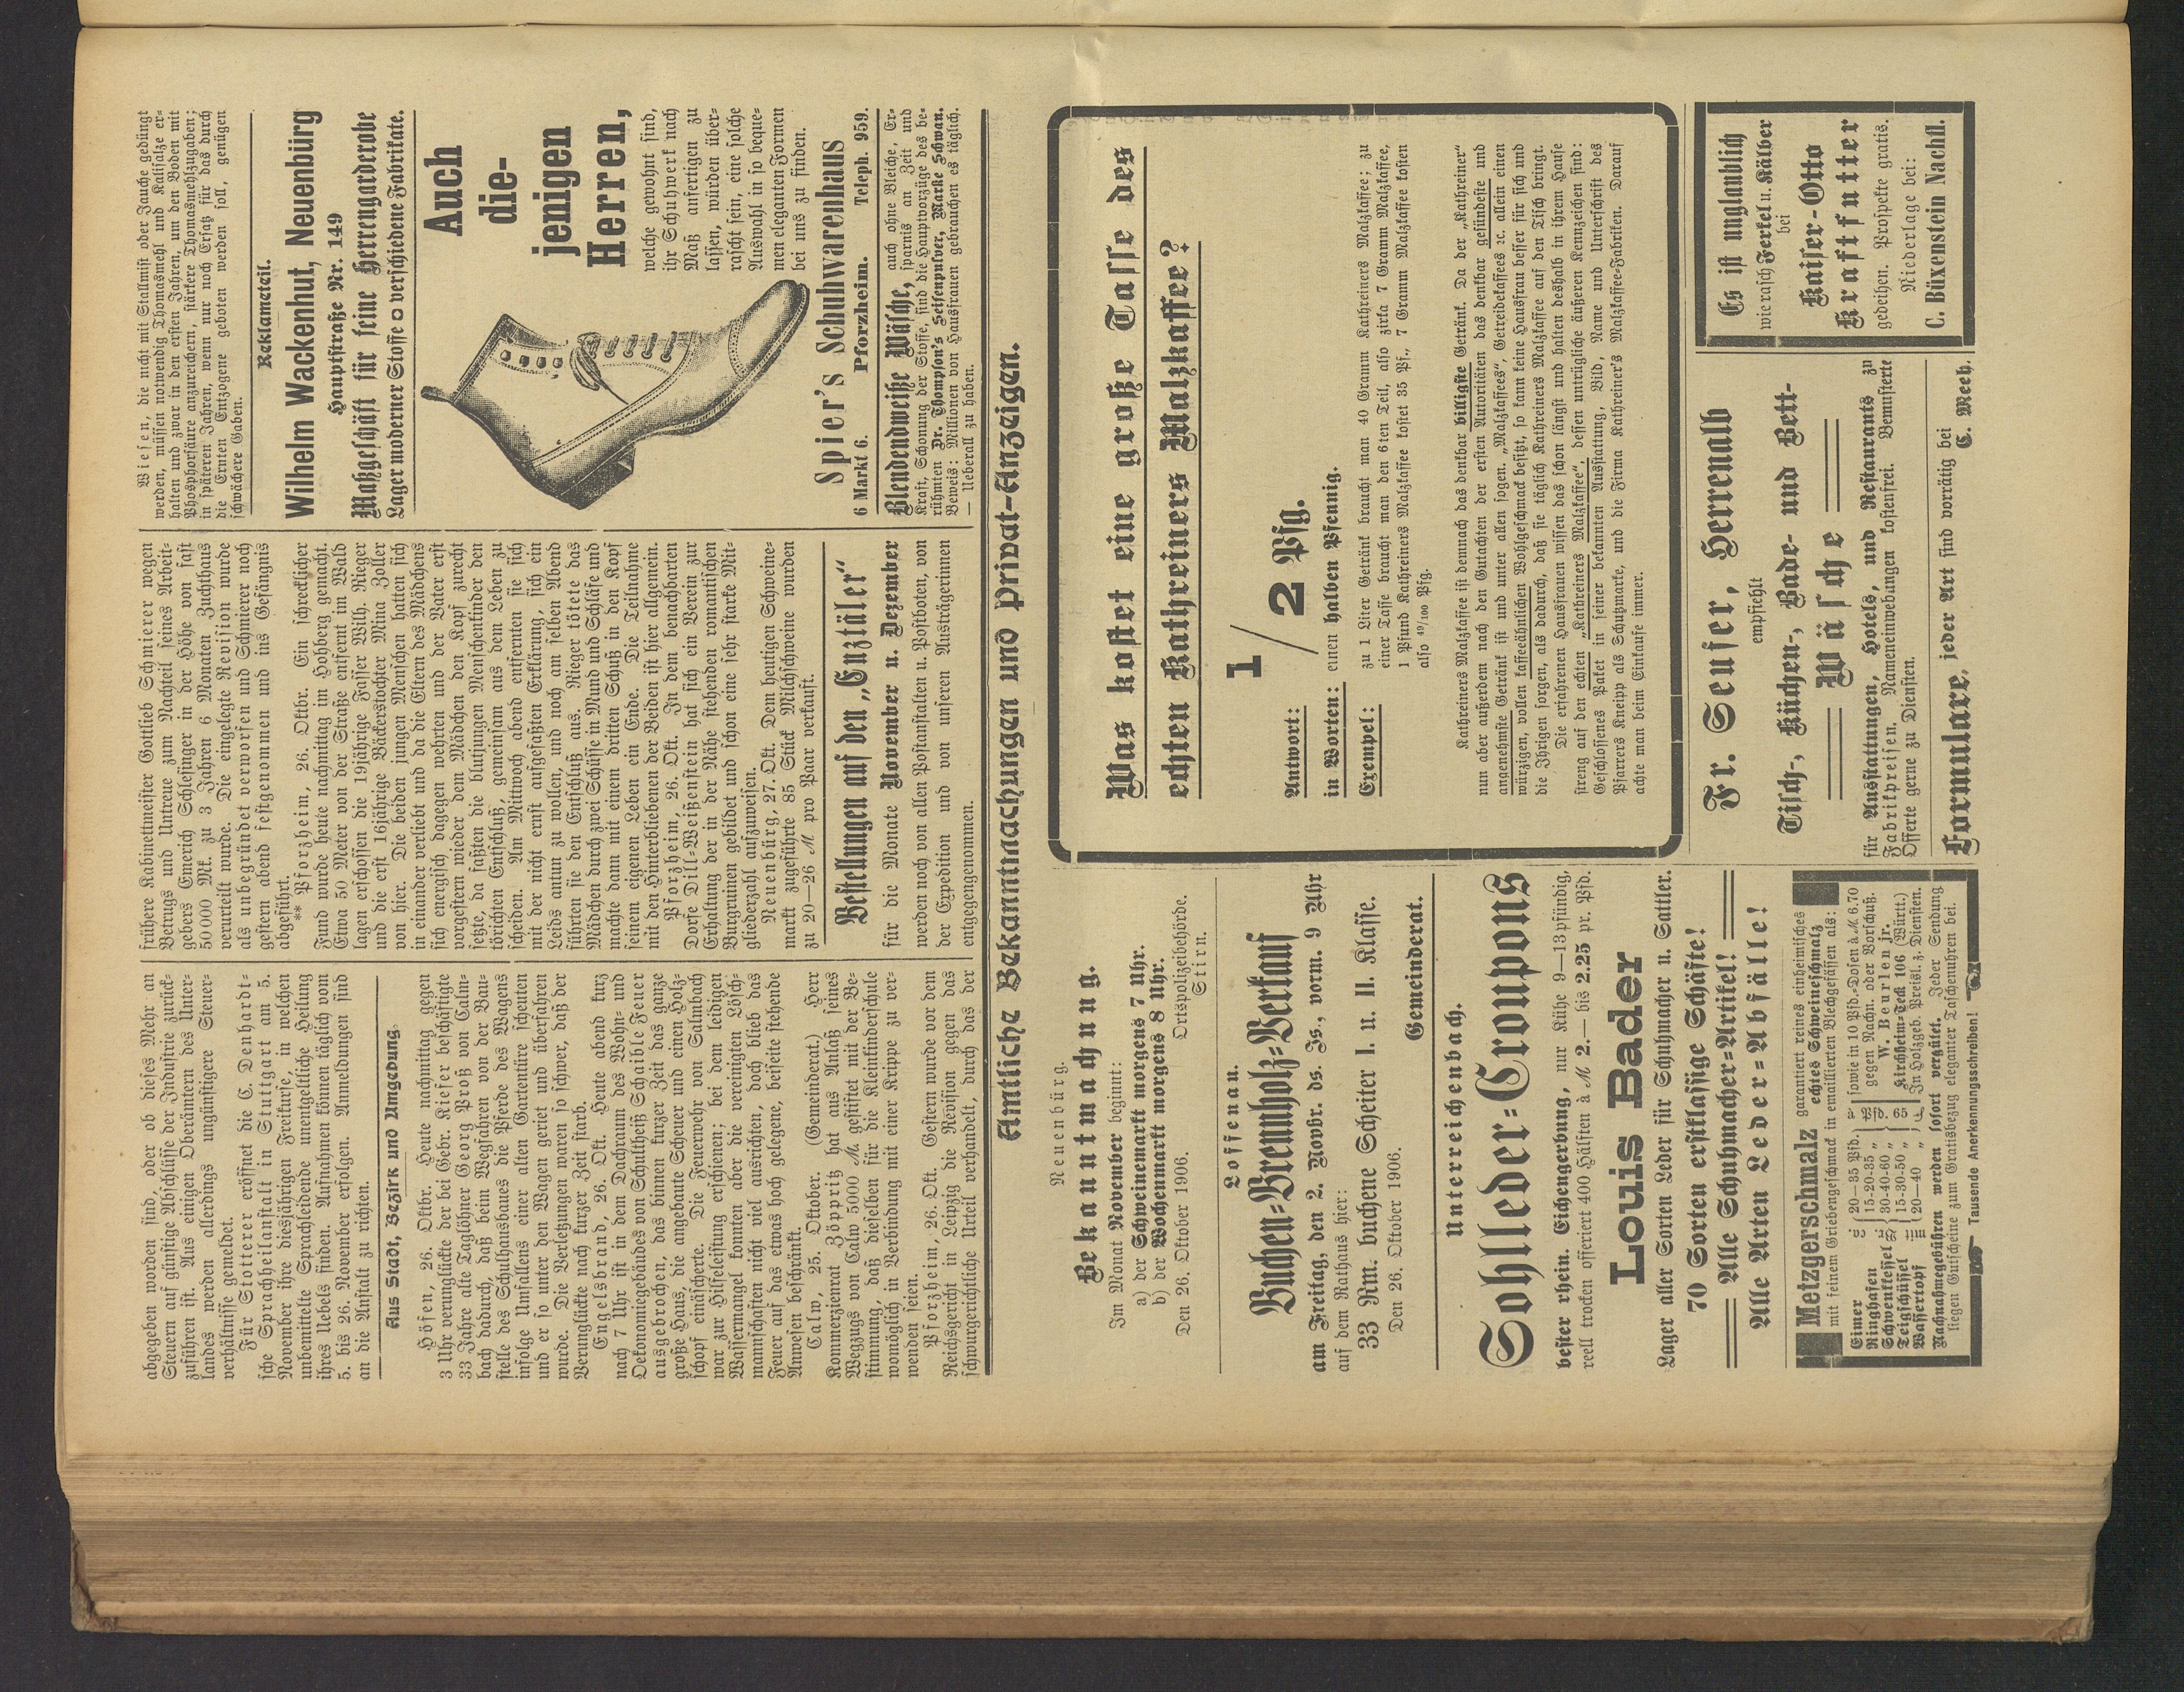 abgegeben worden sind, oder ob dieses Mehr an
Steuern auf günstige Abschlüsse der Industrie zurück-
zuführen ist. Aus einigen Oberämtern des Unter-
landes werden allerdings ungünstigere Steuer-
verhältnisse gemeldet.
Für Stotterer eröffnet die C. Denhardt-
sche Sprachheilanstalt in Stuttgart am 5.
November ihre diesjährigen Freikurse, in welchen
unbemittelte Sprachleidende unentgeltliche Heilung
ihres Uebels finden. Aufnahmen können täglich vom
5. bis 26. November erfolgen. Anmeldungen sind
an die Anstalt zu richten.
Aus Stadt, Bezirk und Umgebung.
Höfen, 26. Oktbr. Heute nachmittag gegen
3 Uhr verunglückte der bei Gebr. Kiefer beschäftigte
33 Jahre alte Taglöhner Georg Proß von Calm-
bach dadurch, daß beim Wegfahren von der Bau-
stelle des Schulhausbaues die Pferde des Wagens
infolge Umfallens einer alten Gartentüre scheuten
und er so unter den Wagen geriet und überfahren
wurde. Die Verletzungen waren so schwer, daß der
Verunglückte nach kurzer Zeit starb.
Engelsbrand, 26. Okt. Heute abend kurz
nach 7 Uhr ist in dem Dachraum des Wohn- und
Oekonomiegebäudes von Schultheiß Schaible Feuer
ausgebrochen, das binnen kurzer Zeit das ganze
große Haus, die angebaute Scheuer und einen Holz-
schopf einäscherte. Die Feuerwehr von Salmbach
war zur Hilfeleistung erschienen; bei dem leidigen
Wassermangel konnten aber die vereinigten Lösch-
mannschaften nicht viel ausrichten, doch blieb das
Feuer auf das etwas hoch gelegene, beiseite stehende
Anwesen beschränkt.
Calw, 25. Oktober. (Gemeinderat.) Herr
Kommerzienrat Zöppritz hat aus Anlaß seines
Wegzugs von Calw 5000 M gestiftet mit der Be-
stimmung, daß dieselben für die Kleinkinderschule
womöglich in Verbindung mit einer Krippe zu ver-
wenden seien.
Pforzheim, 26. Okt. Gestern wurde vor dem
Reichsgericht in Leipzig die Revision gegen das
schwurgerichtliche Urteil verhandelt, durch das der
frühere Kabinettmeister Gottlieb Schmierer wegen
Betrugs und Untreue zum Nachteil seines Arbeit-
gebers Emerich Schlesinger in der Höhe von fast
50 000 Mk. zu 3 Jahren 6 Monaten Zuchthaus
verurteilt wurde. Die eingelegte Revision wurde
als unbegründet verworfen und Schmierer noch
gestern abend festgenommen und ins Gefängnis
abgeführt.
** Pforzheim, 26. Oktbr. Ein schrecklicher
Fund wurde heute nachmittag im Hohberg gemacht.
Etwa 50 Meter von der Straße entfernt im Wald
lagen erschossen die 19jährige Fasser Wilh. Rieger
und die erst 16jährige Bäckerstochter Mina Zoller
von hier. Die beiden jungen Menschen hatten sich
in einander verliebt und da die Eltern des Mädchens
sich energisch dagegen wehrten und der Vater erst
vorgestern wieder dem Mädchen den Kopf zurecht
setzte, da faßten die blutjungen Menschenkinder den
törichten Entschluß, gemeinsam aus dem Leben zu
scheiden. Am Mittwoch abend entfernten sie sich
mit der nicht ernst aufgefaßten Erklärung, sich ein
Leids antun zu wollen, und noch am selben Abend
führten sie den Entschluß aus. Rieger tötete das
Mädchen durch zwei Schüsse in Mund und Schläfe und
machte dann mit einem dritten Schuß in den Kopf
seinem eigenen Leben ein Ende. Die Teilnahme
mit den Hinterbliebenen der Beiden ist hier allgemein.
Pforzheim, 26. Okt. In dem benachbarten
Dorfe Dill-Weißenstein hat sich ein Verein zur
Erhaltung der in der Nähe stehenden romantischen
Burgruinen gebildet und schon eine sehr starke Mit-
gliederzahl aufzuweisen.
Neuenbürg, 27. Okt. Dem heutigen Schweine-
markt zugeführte 85 Stück Milchschweine wurden
zu 20—26 M pro Paar verkauft.
Bestellungen auf den „Enztäler“
für die Monate November u. Dezember
werden noch von allen Postanstalten u. Postboten, von
der Expedition und von unseren Austrägerinnen
entgegengenommen.
Wiesen, die nicht mit Stallmist oder Jauche gedüngt
werden, müssen notwendig Thomasmehl und Kalisalze er-
halten und zwar in den ersten Jahren, um den Boden mit
Phosphorsäure anzureichern, stärkere Thomasmehlzugaben;
in späteren Jahren, wenn nur noch Ersatz für das durch
die Ernten Entzogene geboten werden soll, genügen
schwächere Gaben.
Reklameteil.
Wilhelm Wackenhut, Neuenbürg
Hauptstraße Nr. 149
Maßgeschäft für feine Herrengarderobe
Lager moderner Stoffe verschiedene Fabrikate.
Auch
die-
jenigen
Herren,
welche gewohnt sind,
ihr Schuhwerk nach
Maß anfertigen zu
lassen, würden über-
rascht sein, eine solche
Auswahl in so beque-
men eleganten Formen
bei uns zu finden.
Spier's Schuhwarenhaus
6 Markt 6. Pforzheim. Teleph. 959.
Blendendweiße Wäsche, auch ohne Bleiche, Er-
sparnis an Zeit und
Kraft, Schonung der Stoffe, sind die Hauptvorzüge des be-
rühmten Dr. Thompson's Seifenpulver, Marke Schwan.
Beweis: Millionen von Hausfrauen gebrauchen es täglich.
— Ueberall zu haben.
Amtliche Bekanntmachungen und Privat-Anzeigen.
Neuenbürg.
Bekanntmachung.
Im Monat November beginnt:
a) der Schweinemarkt morgens 7 Uhr.
b) der Wochenmarkt morgens 8 Uhr.
Den 26. Oktober 1906. Ortspolizeibehörde.
Stirn.
Loffenau.
Buchen-Brennholz-Verkauf
am Freitag, den 2. Novbr. ds. Js., vorm. 9 Uhr
auf dem Rathaus hier:
33 Rm. buchene Scheiter I. u. II. Klasse.
Den 26. Oktober 1906.
Gemeinderat.
Unterreichenbach.
Sohlleder-Croupons
bester rhein. Eichengerbung, nur Kühe 9—13pfündig,
reell trocken offeriert 400 Hälften à M 2.— bis 2.25 pr. Pfd.
Louis Bader
Lager aller Sorten Leder für Schuhmacher u. Sattler.
70 Sorten erstklassige Schäfte!
Alle Schuhmacher-Artikel!
Alle Arten Leder-Abfälle!
Metzgerschmalz garantiert reines einheimisches
echtes Schweineschmalz
mit feinem Griebengeschmack in emaillierten Blechgefässen als:
Eimer 20—35 Pfd.
Ringhafen 15-20-35 „
Schwenkkessel 30-40-60 „
Teigschüssel 15-30-50 „
Wassertopf 20—40 „
à Pfd. 65
sowie in 10 Pfd.-Dosen à M 6.70
gegen Nachn. oder Vorschuß.
W. Beurlen jr.
Kirchheim-Teck 106 (Württ.)
In Holzgeb. Preisl. z. Diensten.
Nachnahmegebühren werden sofort vergütet. Jeder Sendung
liegen Gutscheine zum Gratisbezug eleganter Taschenuhren bei.
Tausende Anerkennungsschreiben!
Was kostet eine große Tasse des
echten Kathreiners Malzkaffee?
Antwort: 1/2 Pfg.
in Worten: einen halben Pfennig.
Exempel: zu 1 Liter Getränk braucht man 40 Gramm Kathreiners Malzkaffee; zu
einer Tasse braucht man den 6ten Teil, also zirka 7 Gramm Malzkaffee,
1 Pfund Kathreiners Malzkaffee kostet 35 Pf., 7 Gramm Malzkaffee kosten
also 49/100 Pfg.
Kathreiners Malzkaffee ist demnach das denkbar billigste Getränk. Da der „Kathreiner“
nun aber außerdem nach den Gutachten der ersten Autoritäten das denkbar gesündeste und
angenehmste Getränk ist und unter allen sogen. „Malzkaffees“, Getreidekaffees ꝛc. allein einen
würzigen, vollen kaffeeähnlichen Wohlgeschmack besitzt, so kann keine Hausfrau besser für sich und
die Ihrigen sorgen, als dadurch, daß sie täglich Kathreiners Malzkaffee auf den Tisch bringt.
Die erfahrenen Hausfrauen wissen das schon längst und halten deshalb in ihrem Hause
streng auf den echten „Kathreiners Malzkaffee“, dessen untrügliche äußeren Kennzeichen sind:
Geschlossenes Paket in seiner bekannten Ausstattung, Bild, Name und Unterschrift des
Pfarrers Kneipp als Schutzmarke, und die Firma Kathreiner's Malzkaffee-Fabriken. Darauf
achte man beim Einkaufe immer.
Fr. Seufer, Herrenalb
empfiehlt
Tisch-, Küchen-, Bade- und Bett-
Wäsche
für Ausstattungen, Hotels, und Restaurants zu
Fabrikpreisen. Nameneinwebungen kostenfrei. Bemusterte
Offerte gerne zu Diensten.
Formulare, jeder Art sind vorrätig bei
C. Meeh.
Es ist unglaublich
wie rasch Ferkel u. Kälber
bei
Kaiser-Otto
Kraftfutter
gedeihen. Prospekte gratis.
Niederlage bei:
C. Büxenstein Nachfl.